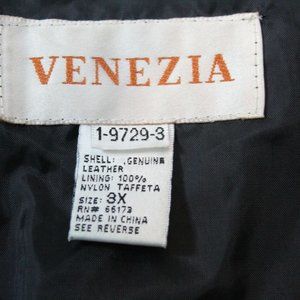 VENEZIA
1-9729-3
SHELL: GENUINE
LEATHER
LINING: 100%
NYLON TAFFETA
SIZE: 3X
RN# 66173
MADE IN CHINA
SEE REVERSE